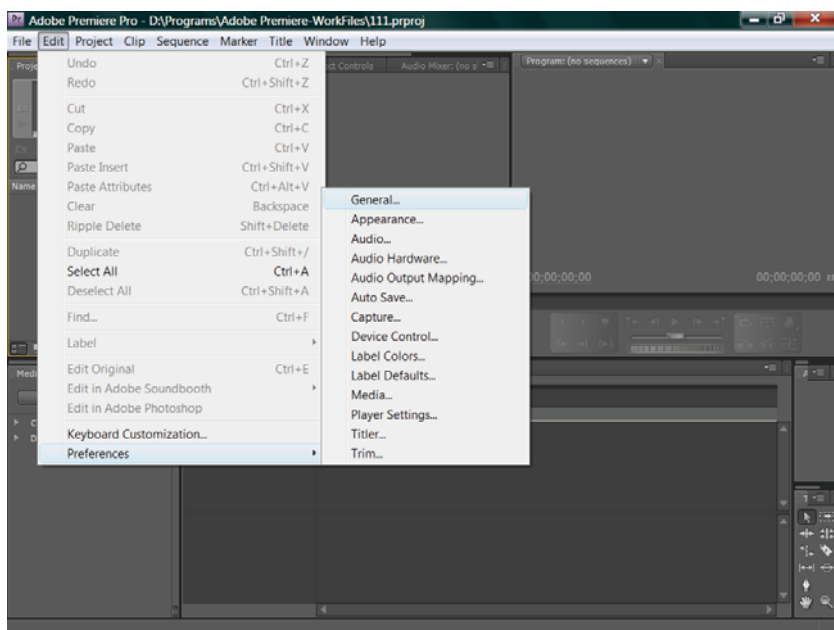 Pr Adobe Premiere Pro - D:\Programs\Adobe Premiere-WorkFiles\111.prproj
File Edit Project Clip Sequence Marker Title Window Help
Undo Ctrl+Z
Redo Ctrl+Shift+Z
Cut Ctrl+X
Copy Ctrl+C
Paste Ctrl+V
Paste Insert Ctrl+Shift+V
Paste Attributes Ctrl+Alt+V
Clear Backspace
Ripple Delete Shift+Delete
Duplicate Ctrl+Shift+/
Select All Ctrl+A
Deselect All Ctrl+Shift+A
Find... Ctrl+F
Label
Edit Original Ctrl+E
Edit in Adobe Soundbooth
Edit in Adobe Photoshop
Keyboard Customization...
Preferences
General...
Appearance...
Audio...
Audio Hardware...
Audio Output Mapping...
Auto Save...
Capture...
Device Control...
Label Colors...
Label Defaults...
Media...
Player Settings...
Titler...
Trim...
Proje
ct Controls
Audio Mixer: (no s
Program: (no sequences)
Name
0;00;00;00
00;00;00;00
Medi